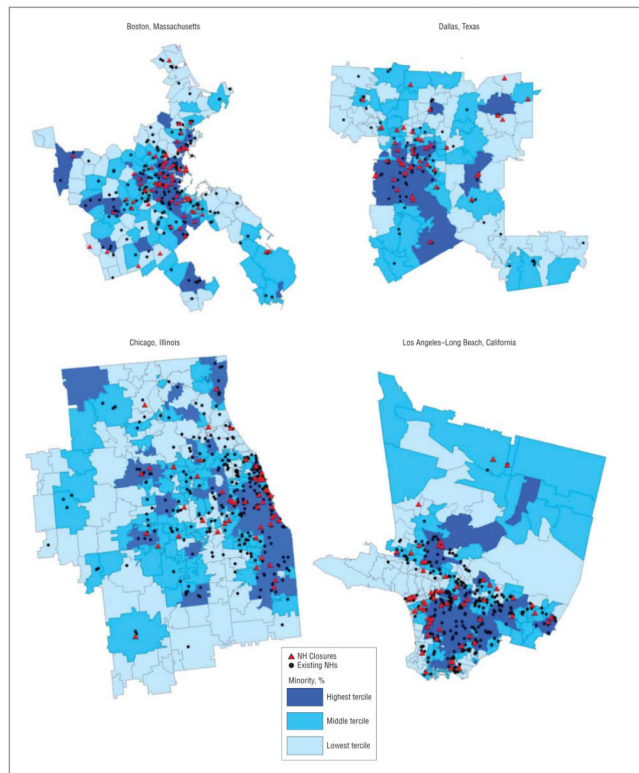 Boston, Massachusetts
Dallas, Texas
Chicago, Illinois
Los Angeles–Long Beach, California
NH Closures
Existing NHs
Minority, %
Highest tercile
Middle tercile
Lowest tercile